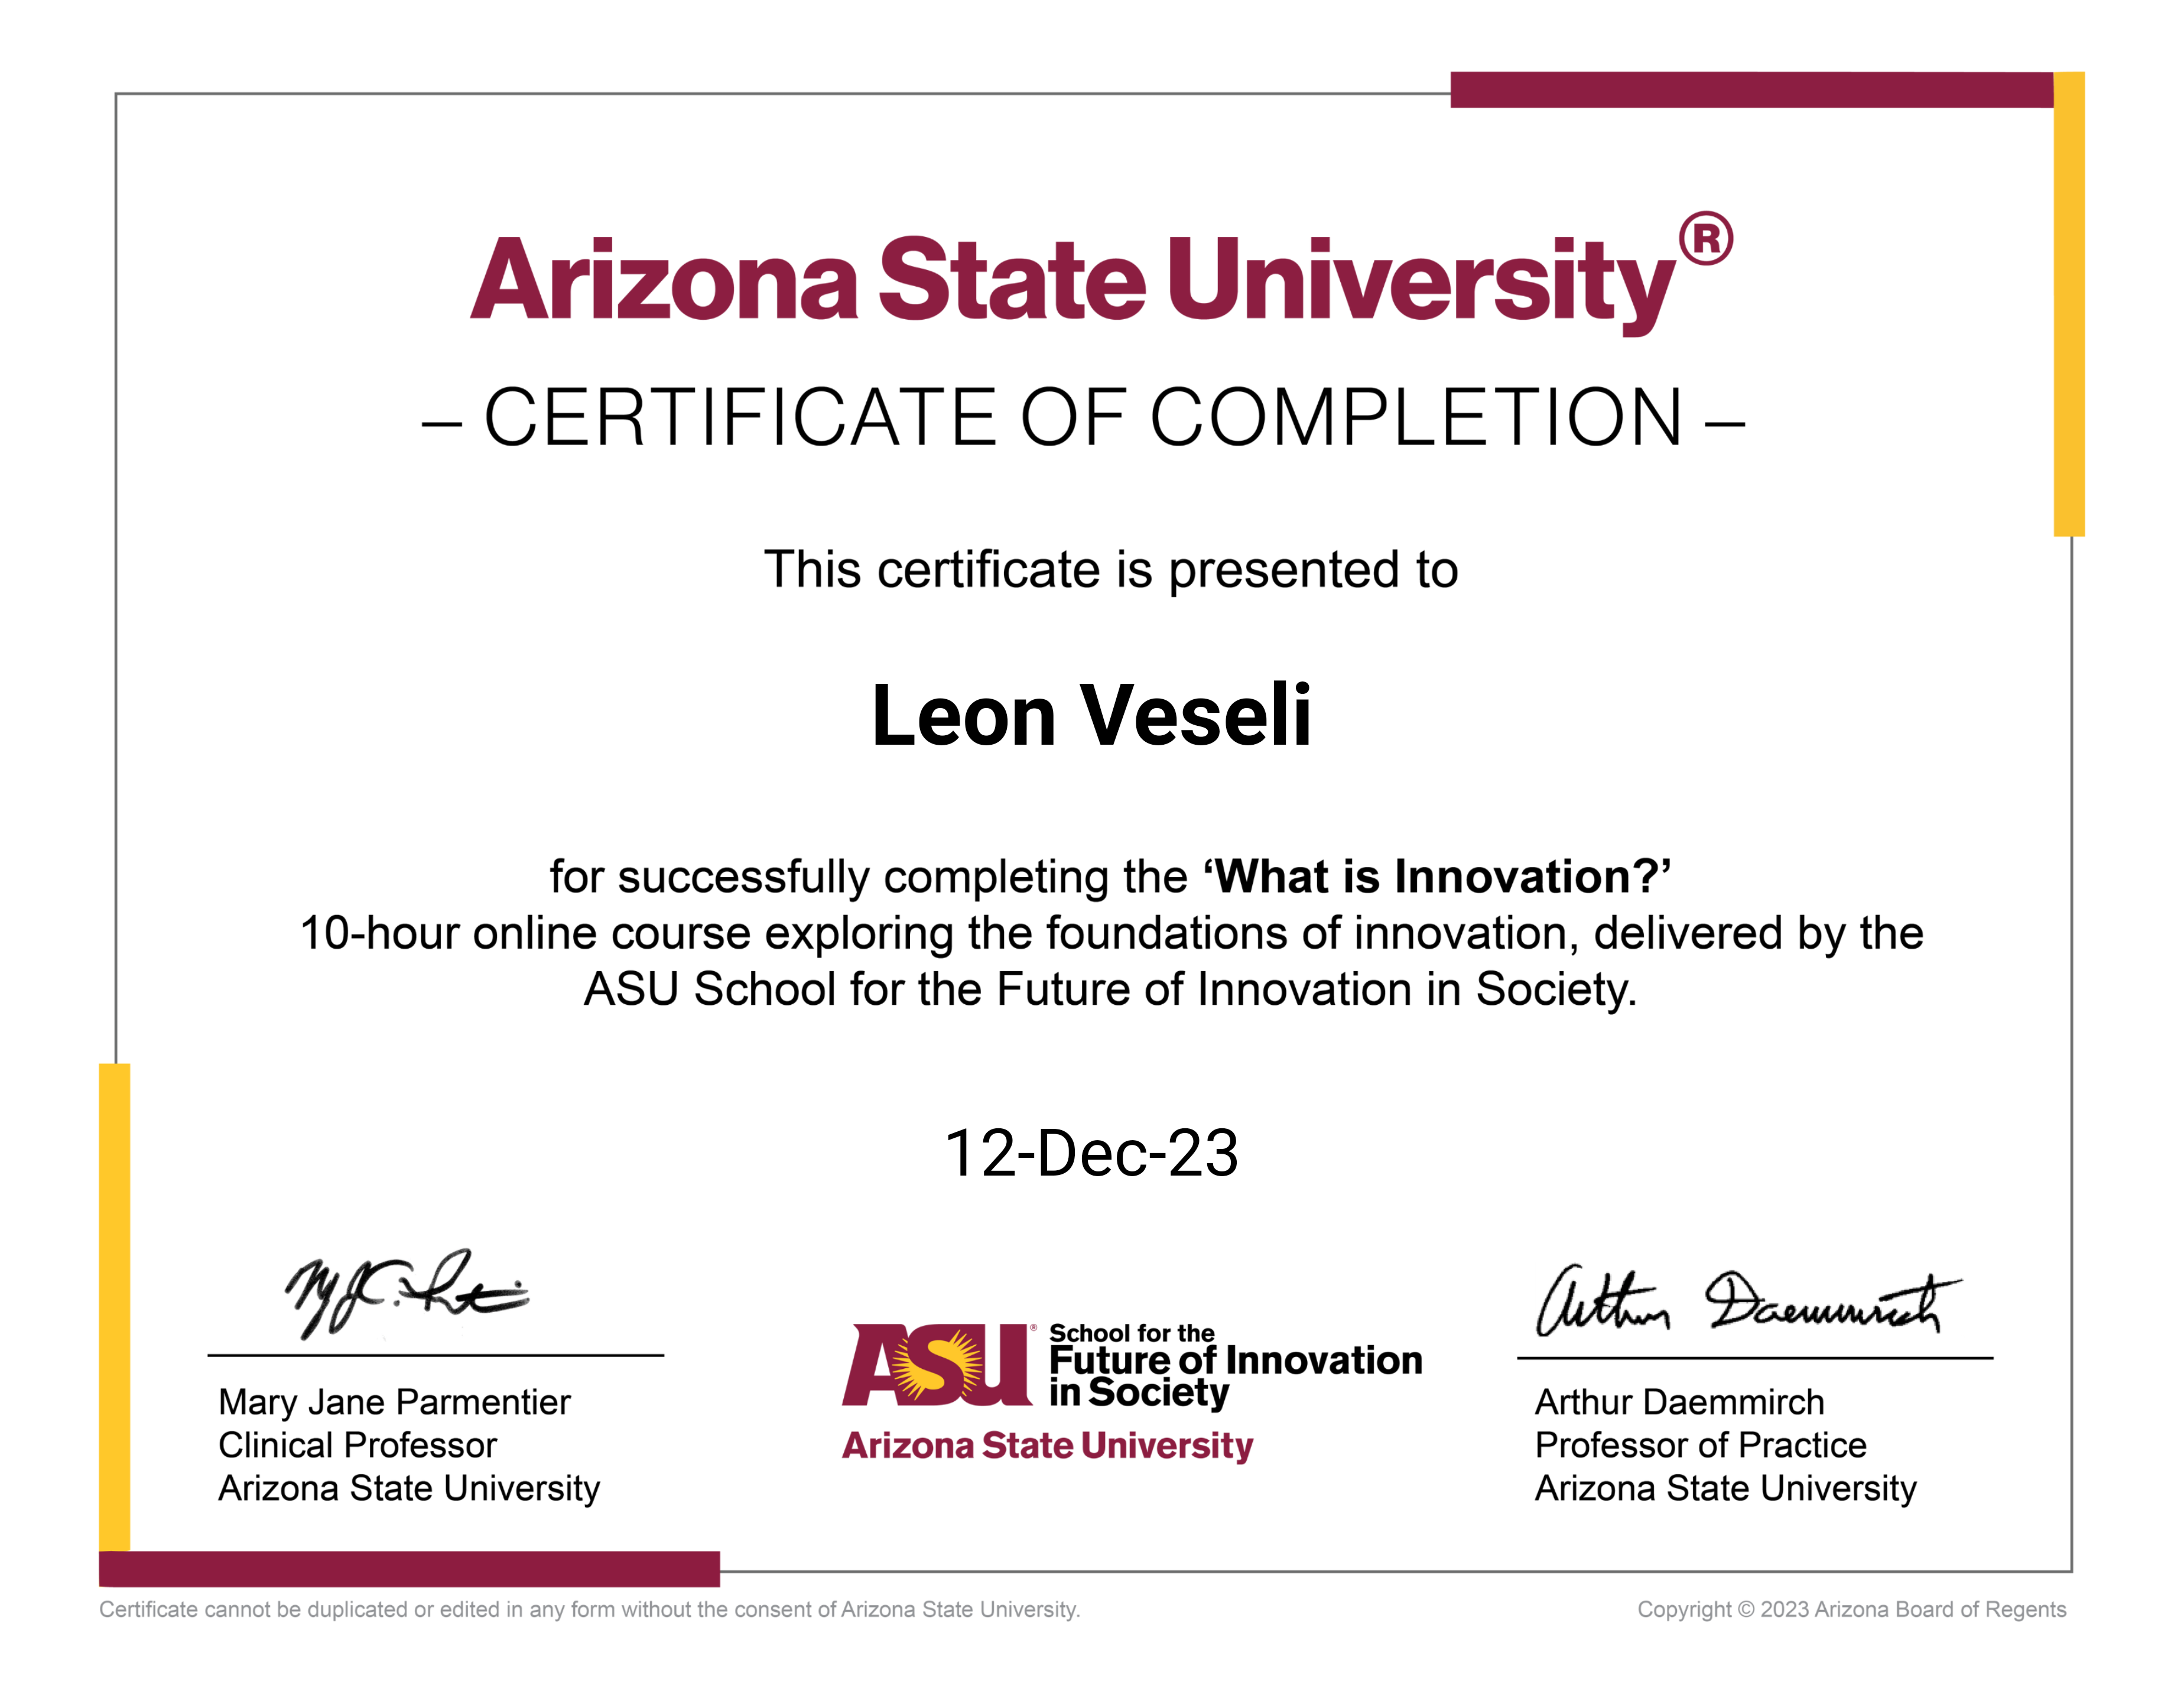 Arizona State University®
– CERTIFICATE OF COMPLETION –
This certificate is presented to
Leon Veseli
for successfully completing the ‘What is Innovation?’
10-hour online course exploring the foundations of innovation, delivered by the
ASU School for the Future of Innovation in Society.
12-Dec-23
Mary Jane Parmentier
Clinical Professor
Arizona State University
ASU®
School for the
Future of Innovation
in Society
Arizona State University
Arthur Daemmirch
Arthur Daemmirch
Professor of Practice
Arizona State University
Certificate cannot be duplicated or edited in any form without the consent of Arizona State University.
Copyright © 2023 Arizona Board of Regents